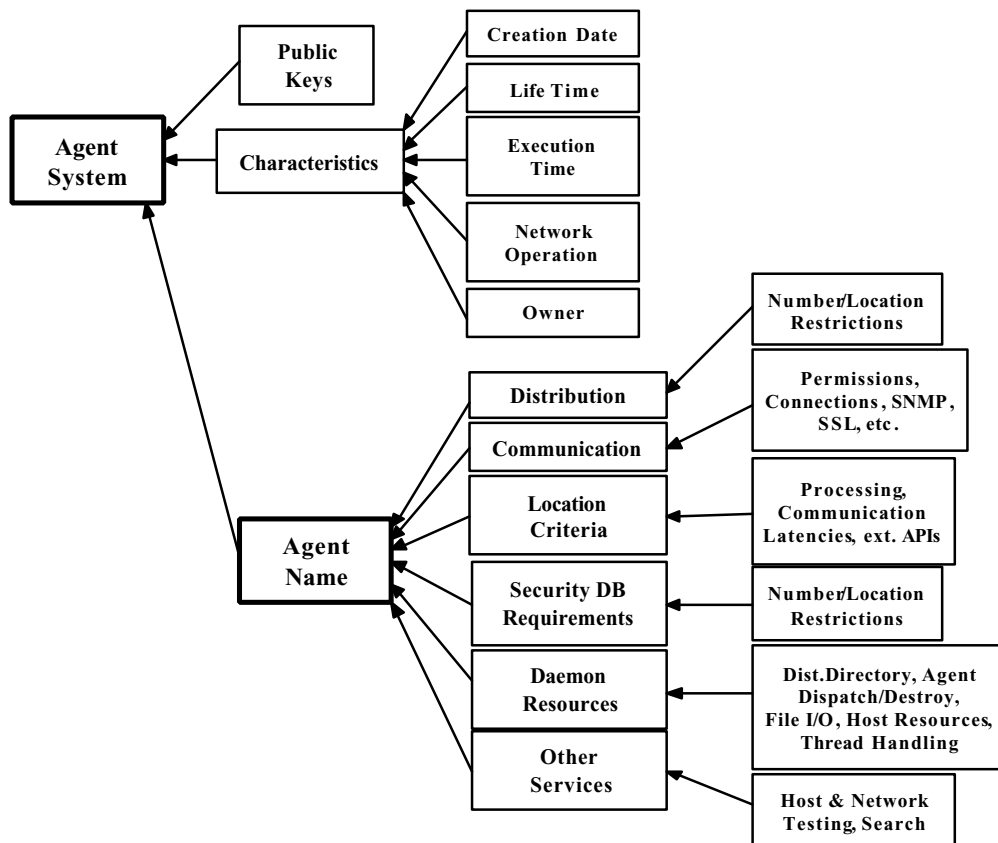 Public
Keys
Agent
System
Characteristics
Creation Date
Life Time
Execution
Time
Network
Operation
Owner
Agent
Name
Distribution
Communication
Location
Criteria
Security DB
Requirements
Daemon
Resources
Other
Services
Number/Location
Restrictions
Permissions,
Connections, SNMP,
SSL, etc.
Processing,
Communication
Latencies, ext. APIs
Number/Location
Restrictions
Dist.Directory, Agent
Dispatch/Destroy,
File I/O, Host Resources,
Thread Handling
Host & Network
Testing, Search